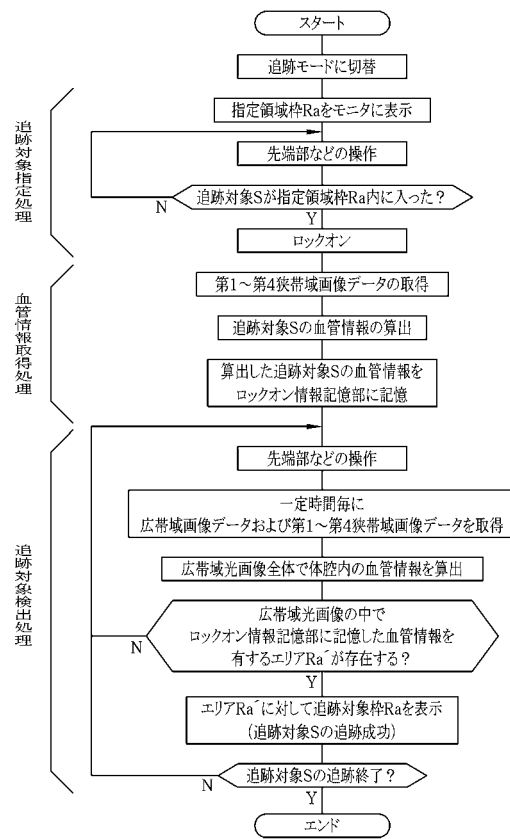 スタート
追跡モードに切替
指定領域枠Raをモニタに表示
先端部などの操作
追跡対象Sが指定領域枠Ra内に入った？
N
Y
ロックオン
追跡対象指定処理
第1～第4狭帯域画像データの取得
追跡対象Sの血管情報の算出
算出した追跡対象Sの血管情報を
ロックオン情報記憶部に記憶
血管情報取得処理
先端部などの操作
一定時間毎に
広帯域画像データおよび第1～第4狭帯域画像データを取得
広帯域光画像全体で体腔内の血管情報を算出
広帯域光画像の中で
ロックオン情報記憶部に記憶した血管情報を
有するエリアRa´が存在する？
N
Y
エリアRa´に対して追跡対象枠Raを表示
(追跡対象Sの追跡成功)
追跡対象Sの追跡終了？
N
Y
追跡対象検出処理
エンド